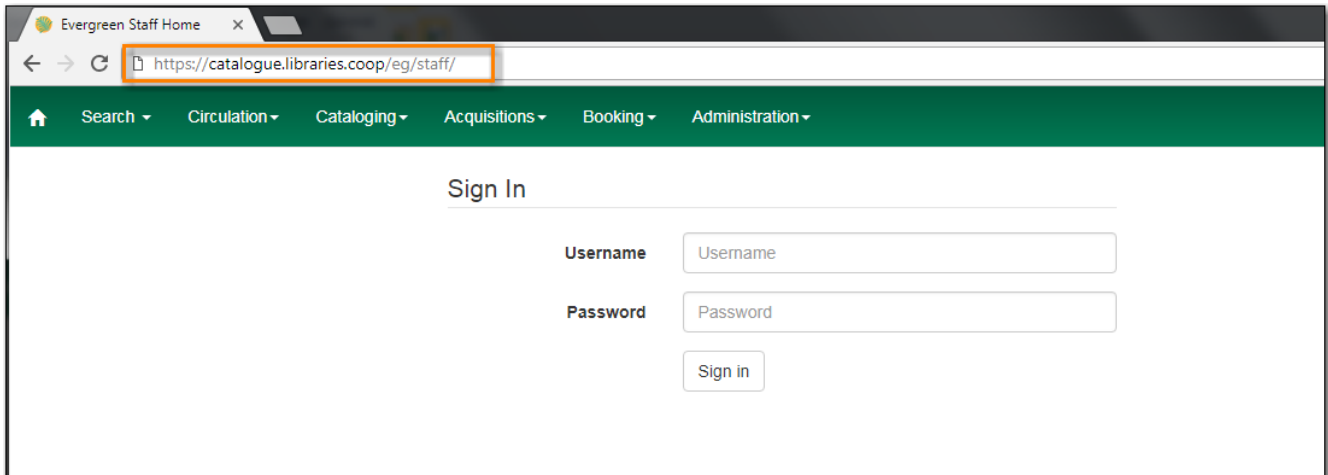 Evergreen Staff Home
https://catalogue.libraries.coop/eg/staff/
Search Circulation Cataloging Acquisitions Booking Administration
Sign In
Username Username
Password Password
Sign in